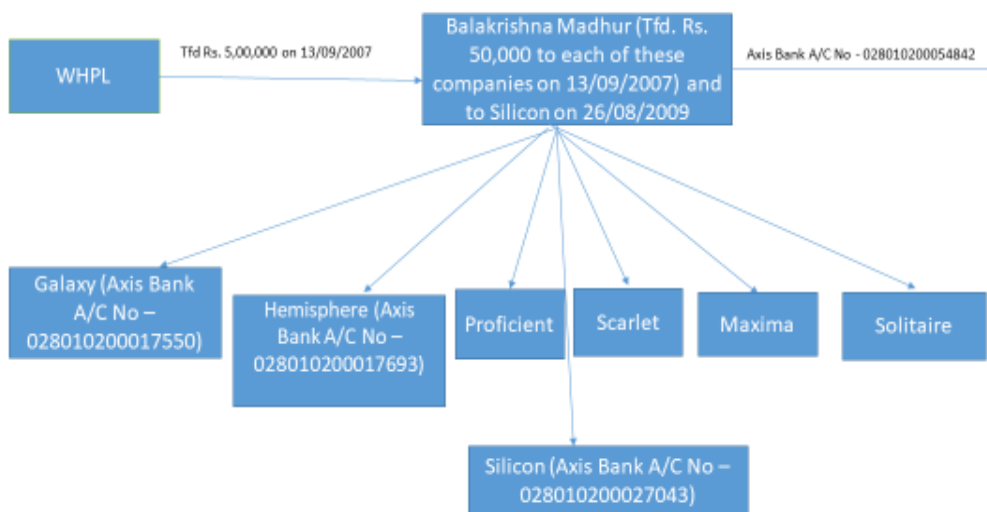 WHPL
Tfd Rs. 5,00,000 on 13/09/2007
Balakrishna Madhur (Tfd. Rs.
50,000 to each of these
companies on 13/09/2007) and
to Silicon on 26/08/2009
Axis Bank A/C No - 028010200054842
Galaxy (Axis Bank
A/C No –
028010200017550)
Hemisphere (Axis
Bank A/C No –
028010200017693)
Proficient
Scarlet
Maxima
Solitaire
Silicon (Axis Bank A/C No –
028010200027043)